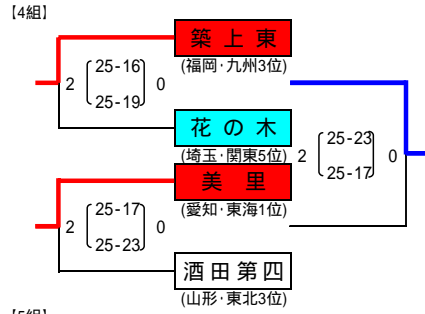 【4組】
築上東
(福岡・九州3位)
2 25-16 0
25-19
花の木
(埼玉・関東5位)
2 25-23 0
25-17
美里
(愛知・東海1位)
2 25-17 0
25-23
酒田第四
(山形・東北3位)
【5組】